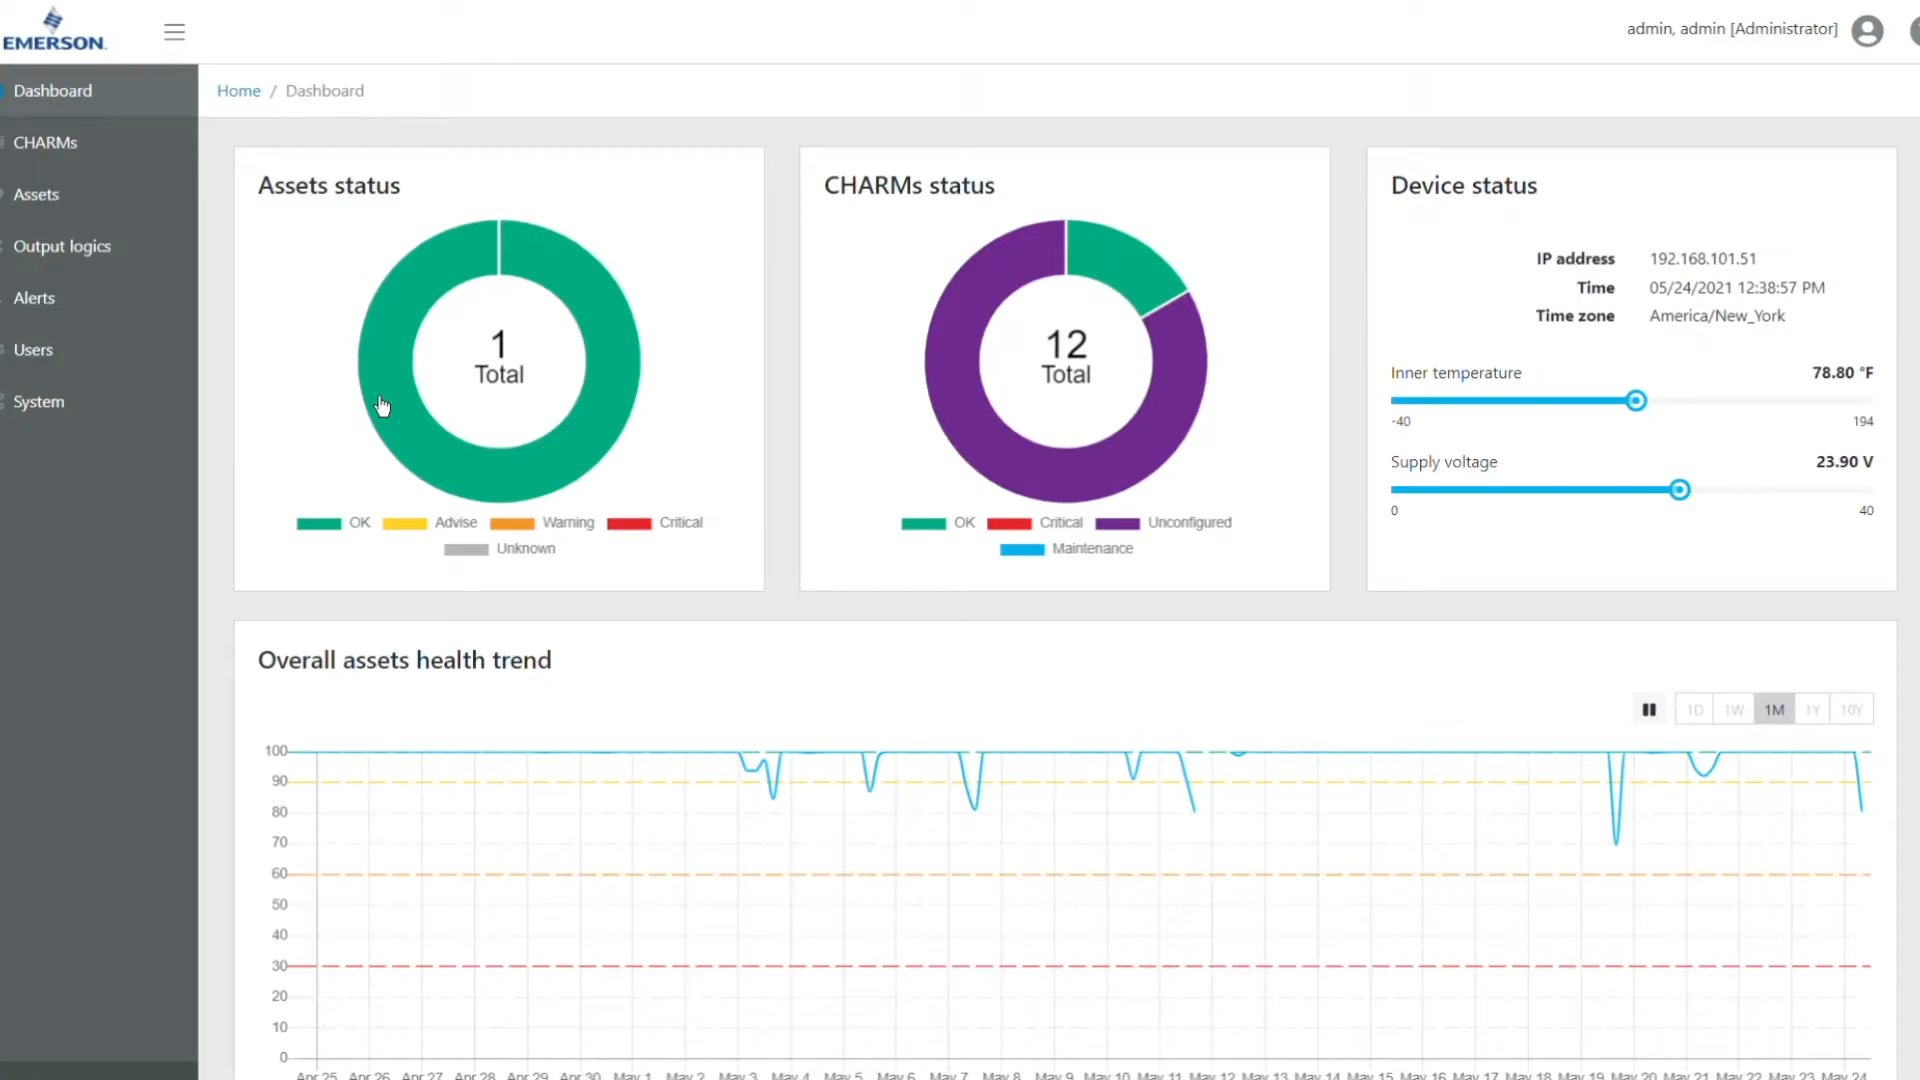 EMERSON.
admin, admin [Administrator]
Dashboard
CHARMs
Assets
Output logics
Alerts
Users
System
Home / Dashboard
Assets status
1
Total
OK Advise Warning Critical
Unknown
CHARMs status
12
Total
OK Critical Unconfigured
Maintenance
Device status
IP address 192.168.101.51
Time 05/24/2021 12:38:57 PM
Time zone America/New_York
Inner temperature 78.80 °F
-40 194
Supply voltage 23.90 V
0 40
Overall assets health trend
1D 1W 1M 1Y 10Y
100
90
80
70
60
50
40
30
20
10
0
Apr 25 Apr 26 Apr 27 Apr 28 Apr 29 Apr 30 May 1 May 2 May 3 May 4 May 5 May 6 May 7 May 8 May 9 May 10 May 11 May 12 May 13 May 14 May 15 May 16 May 17 May 18 May 19 May 20 May 21 May 22 May 23 May 24